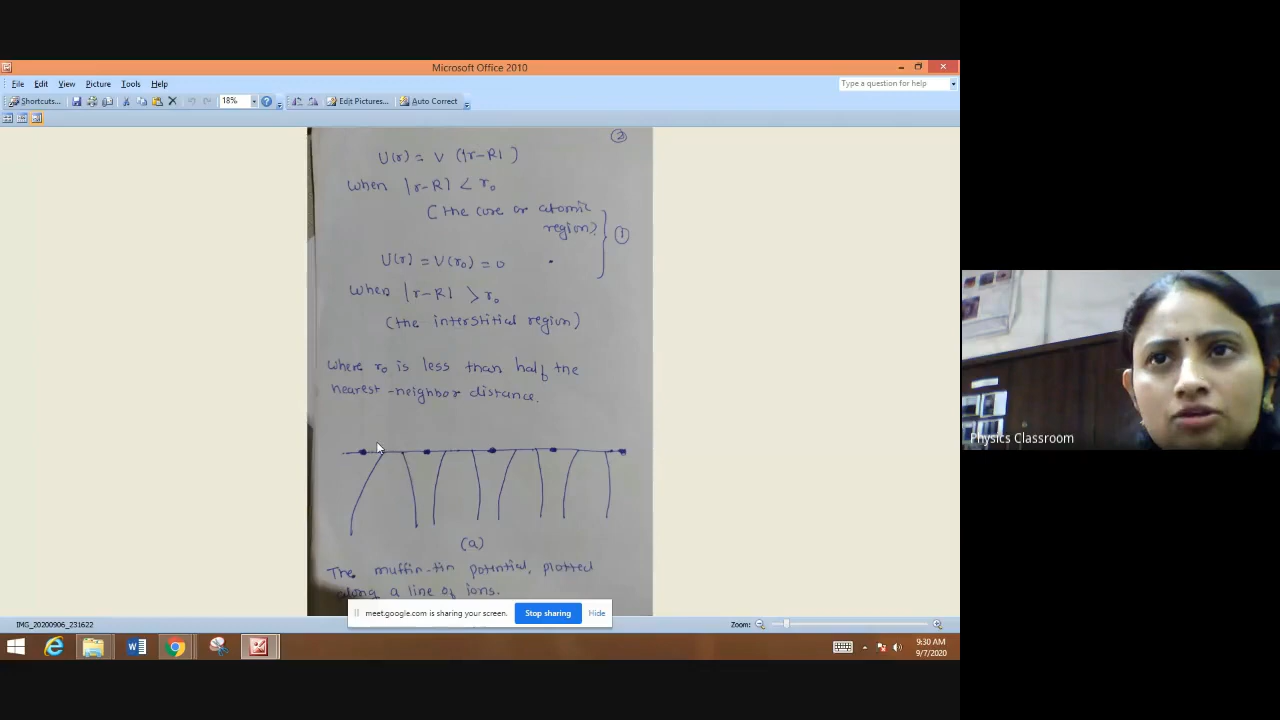 Microsoft Office 2010
File Edit View Picture Tools Help
Type a question for help
Shortcuts... 18% Edit Pictures... Auto Correct
②
U(r) = V (|r-R|)
When |r-R| < r₀
(the core or atomic
region).
①
U(r) = V(r₀) = 0
When |r-R| > r₀
(the interstitial region)
where r₀ is less than half the
nearest-neighbor distance.
(a)
The muffin-tin potential, plotted
along a line of ions.
meet.google.com is sharing your screen. Stop sharing Hide
IMG_20200906_231622
Zoom:
9:30 AM
9/7/2020
Physics Classroom